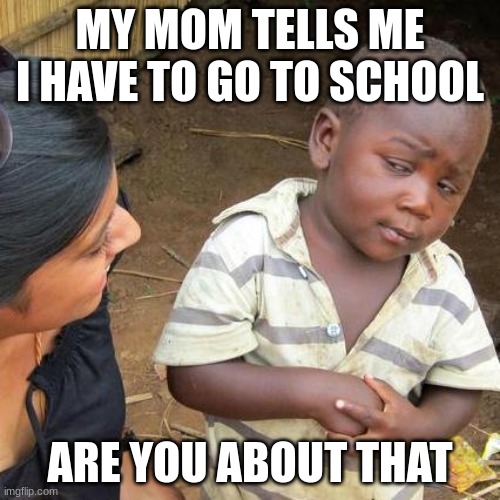 MY MOM TELLS ME
I HAVE TO GO TO SCHOOL
ARE YOU ABOUT THAT
imgflip.com